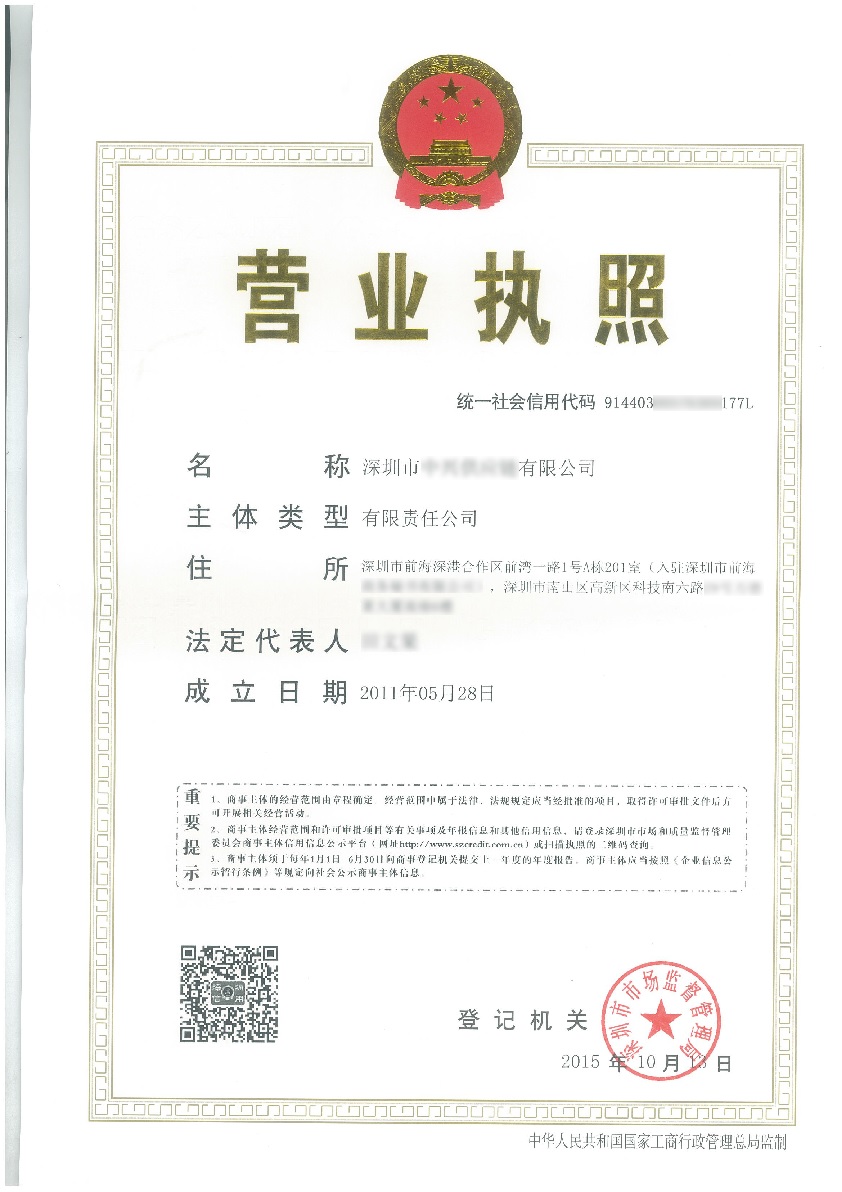 营业执照
统一社会信用代码 914403 177L
名称 深圳市 有限公司
主体类型 有限责任公司
住所 深圳市前海深港合作区前湾一路1号A栋201室（入驻深圳市前海
），深圳市南山区高新区科技南六路
法定代表人
成立日期 2011年05月28日
重要提示
1、商事主体的经营范围由章程确定。经营范围中属于法律、法规规定应当经批准的项目，取得许可审批文件后方
可开展相关经营活动。
2、商事主体经营范围和许可审批项目等有关事项及年报信息和其他信用信息，请登录深圳市市场和质量监督管理
委员会商事主体信用信息公示平台（网址http://www.szcredit.com.cn）或扫描执照的二维码查询。
3、商事主体须于每年1月1日-6月30日向商事登记机关提交上一年度的年度报告。商事主体应当按照《企业信息公
示暂行条例》等规定向社会公示商事主体信息。
登记机关
深圳市市场监督管理局
2015年10月13日
中华人民共和国国家工商行政管理总局监制